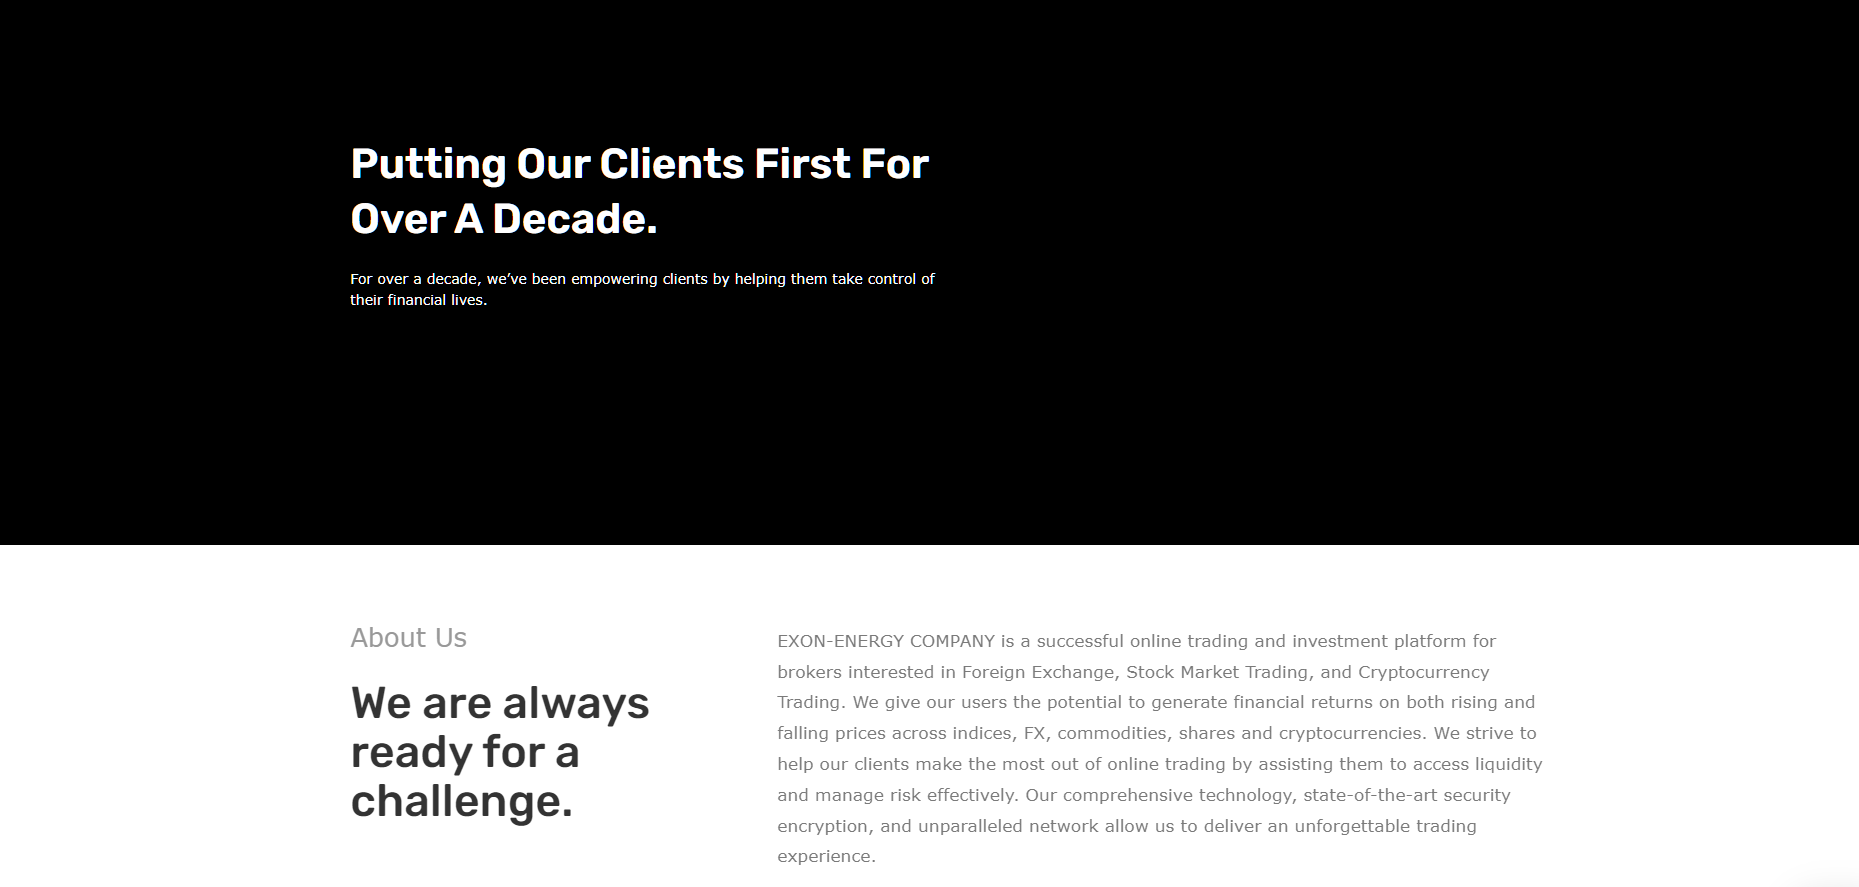 Putting Our Clients First For
Over A Decade.
For over a decade, we’ve been empowering clients by helping them take control of
their financial lives.
About Us
We are always
ready for a
challenge.
EXON-ENERGY COMPANY is a successful online trading and investment platform for
brokers interested in Foreign Exchange, Stock Market Trading, and Cryptocurrency
Trading. We give our users the potential to generate financial returns on both rising and
falling prices across indices, FX, commodities, shares and cryptocurrencies. We strive to
help our clients make the most out of online trading by assisting them to access liquidity
and manage risk effectively. Our comprehensive technology, state-of-the-art security
encryption, and unparalleled network allow us to deliver an unforgettable trading
experience.